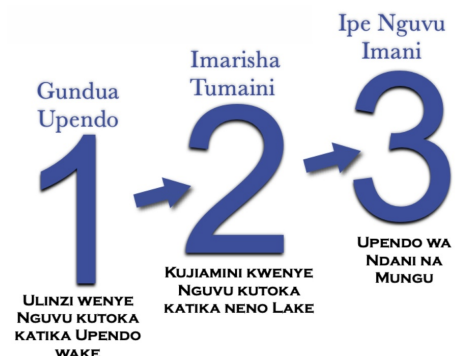 Gundua
Upendo
1
ULINZI WENYE
NGUVU KUTOKA
KATIKA UPENDO
WAKE
Imarisha
Tumaini
2
KUJIAMINI KWENYE
NGUVU KUTOKA
KATIKA NENO LAKE
Ipe Nguvu
Imani
3
UPENDO WA
NDANI NA
MUNGU